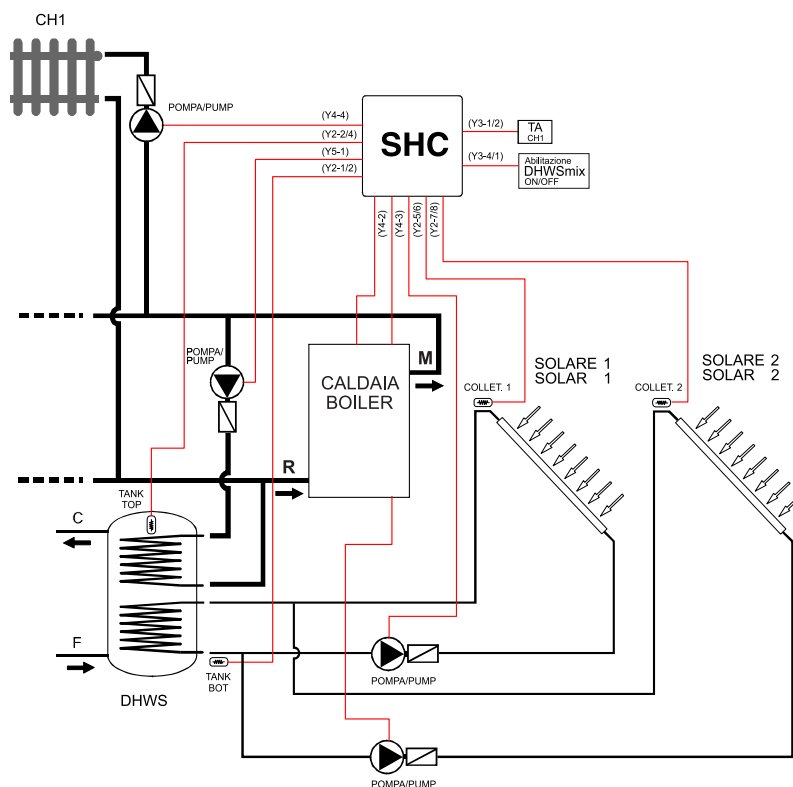 CH1
POMPA/PUMP
(Y4-4)
(Y2-2/4)
(Y5-1)
(Y2-1/2)
SHC
(Y3-1/2)
TA
CH1
(Y3-4/1)
Abilitazione
DHWSmix
ON/OFF
(Y4-2)
(Y4-3)
(Y2-5/6)
(Y2-7/8)
POMPA/
PUMP
M
CALDAIA
BOILER
SOLARE 1
SOLAR 1
COLLET. 1
SOLARE 2
SOLAR 2
COLLET. 2
R
TANK
TOP
C
F
TANK
BOT
DHWS
POMPA/PUMP
POMPA/PUMP